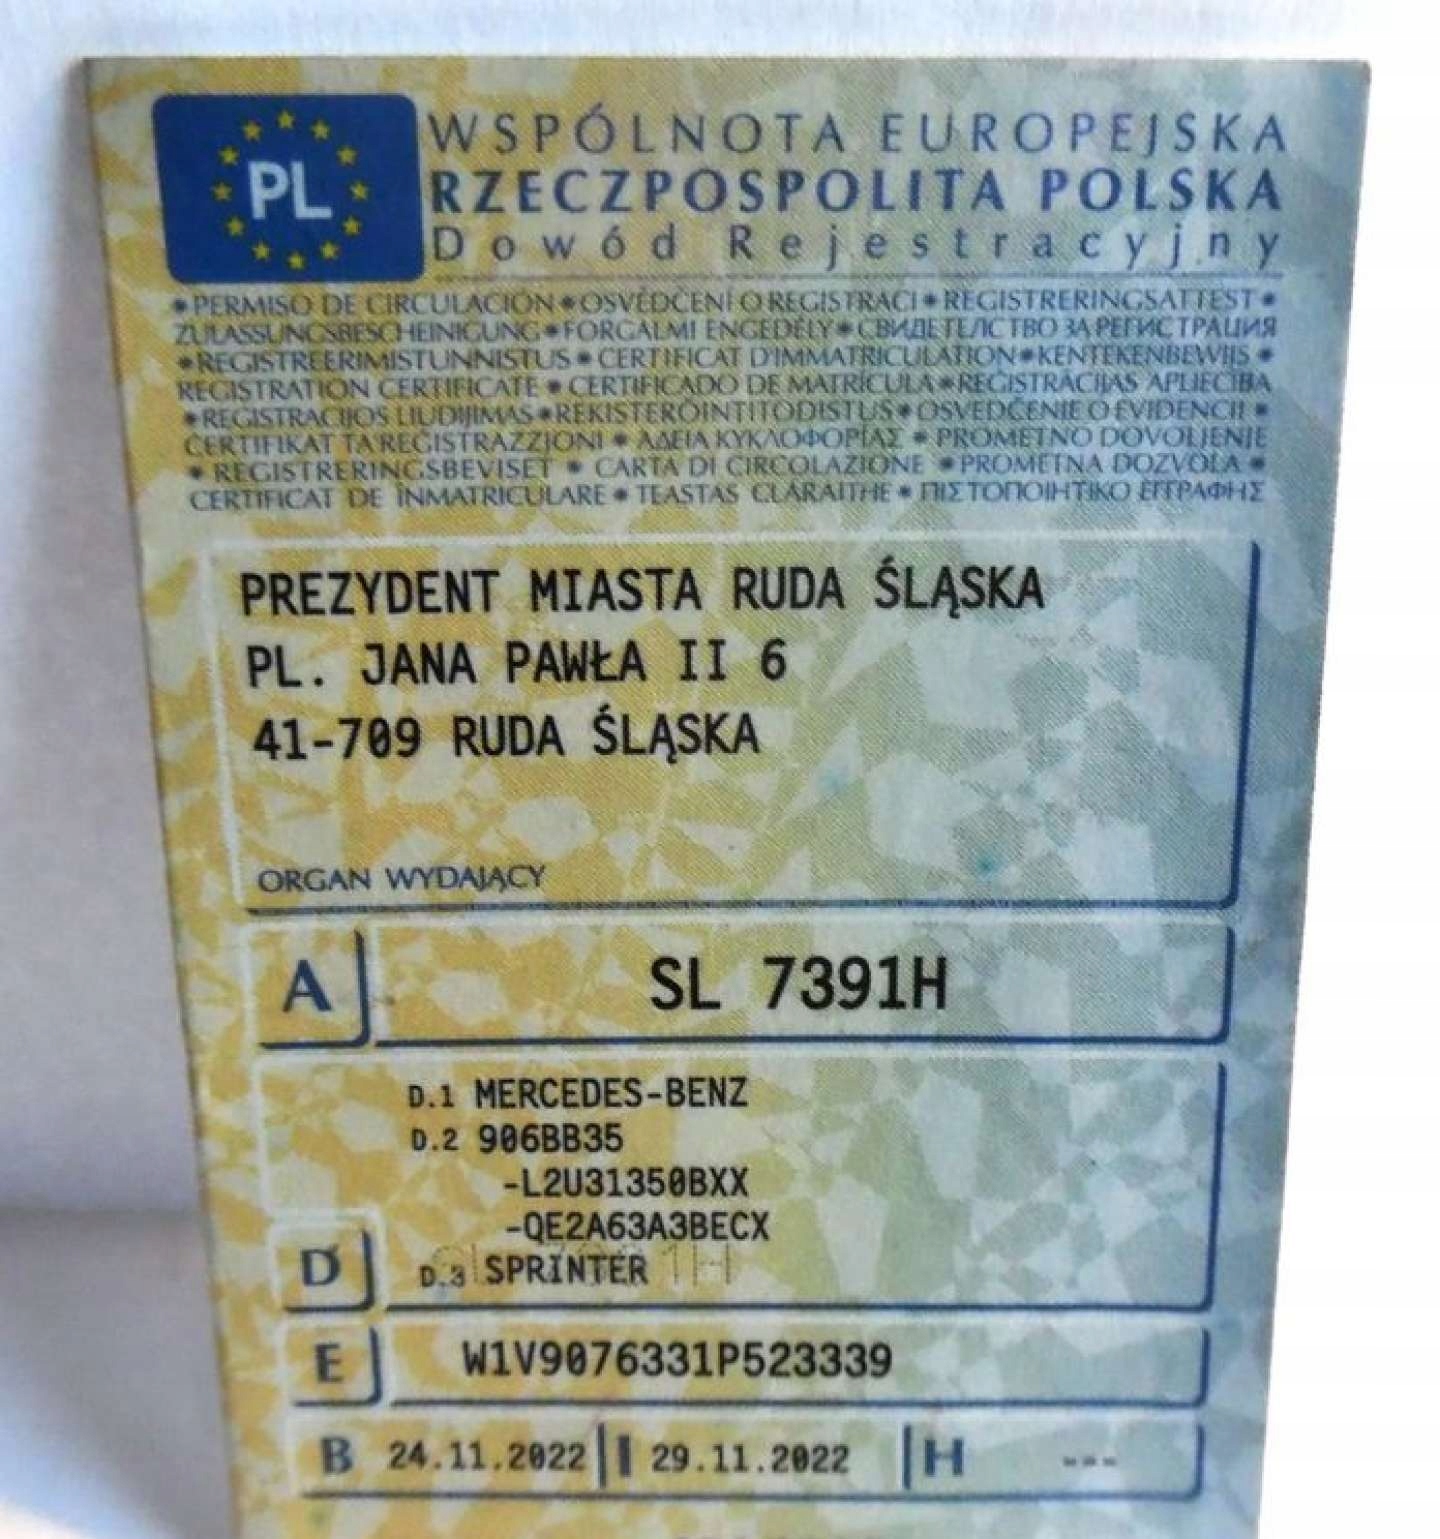 PL
WSPÓLNOTA EUROPEJSKA
RZECZPOSPOLITA POLSKA
Dowód Rejestracyjny
•PERMISO DE CIRCULACIÓN•OSVĚDČENÍ O REGISTRACI•REGISTRERINGSATTEST•
ZULASSUNGSBESCHEINIGUNG•FORGALMI ENGEDÉLY•СВИДЕТЕЛСТВО ЗА РЕГИСТРАЦИЯ
•REGISTREERIMISTUNNISTUS•CERTIFICAT D'IMMATRICULATION•KENTEKENBEWIJS•
REGISTRATION CERTIFICATE•CERTIFICADO DE MATRÍCULA•REĢISTRĀCIJAS APLIECĪBA
•REGISTRACIJOS LIUDIJIMAS•REKISTERÖINTITODISTUS•OSVEDČENIE O EVIDENCII•
ĊERTIFIKAT TA'REĠISTRAZZJONI•ΑΔΕΙΑ ΚΥΚΛΟΦΟΡΊΑΣ•PROMETNO DOVOLJENJE
•REGISTRERINGSBEVISET•CARTA DI CIRCOLAZIONE•PROMETNA DOZVOLA•
CERTIFICAT DE ÎNMATRICULARE•TEASTAS CLÁRAITHE•ΠΙΣΤΟΠΟΙΗΤΙΚΟ ΕΓΓΡΑΦΗΣ
PREZYDENT MIASTA RUDA ŚLĄSKA
PL. JANA PAWŁA II 6
41-709 RUDA ŚLĄSKA
ORGAN WYDAJĄCY
A SL 7391H
D.1 MERCEDES-BENZ
D.2 906BB35
-L2U31350BXX
-QE2A63A3BECX
D D.3 SPRINTER
E W1V9076331P523339
B 24.11.2022 I 29.11.2022 H ---